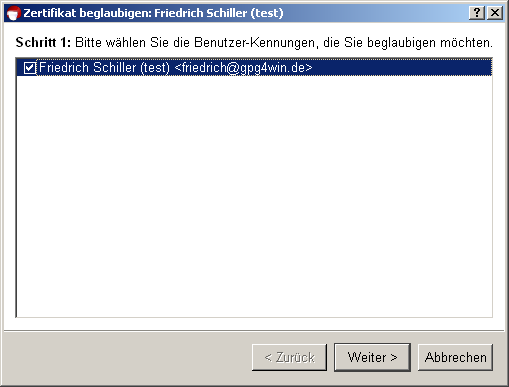 Zertifikat beglaubigen: Friedrich Schiller (test)
Schritt 1: Bitte wählen Sie die Benutzer-Kennungen, die Sie beglaubigen möchten.
Friedrich Schiller (test) <friedrich@gpg4win.de>
< Zurück Weiter > Abbrechen